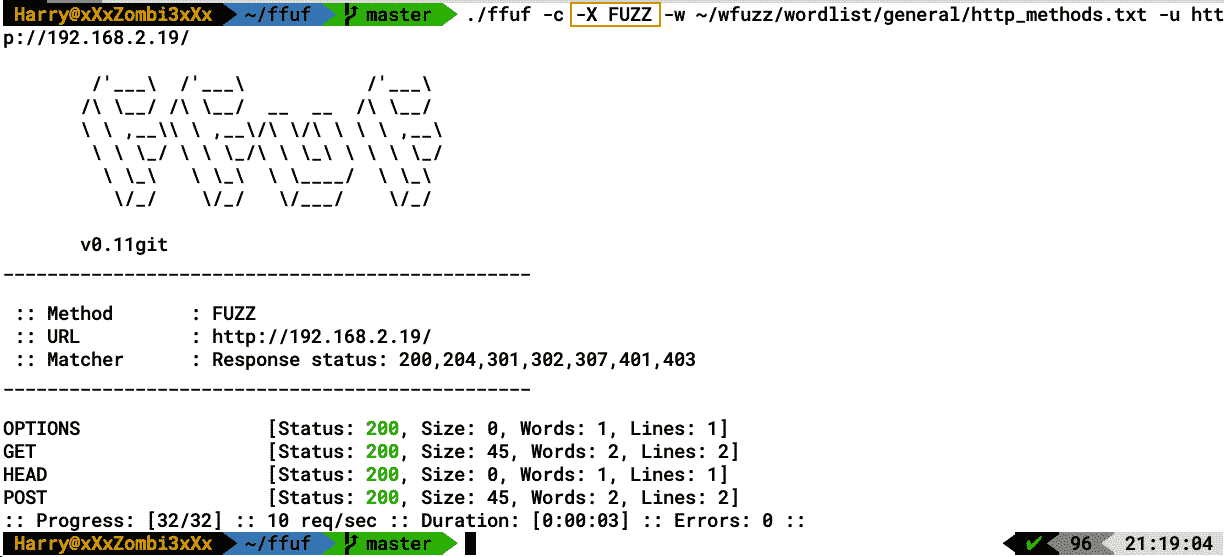 Harry@xXxZombi3xXx ~/ffuf master ./ffuf -c -X FUZZ -w ~/wfuzz/wordlist/general/http_methods.txt -u htt
p://192.168.2.19/
        /'___\  /'___\           /'___\
       /\ \__/ /\ \__/  __  __  /\ \__/
       \ \ ,__\\ \ ,__\/\ \/\ \ \ \ ,__\
        \ \ \_/ \ \ \_/\ \ \_\ \ \ \ \_/
         \ \_\   \ \_\  \ \____/  \ \_\
          \/_/    \/_/   \/___/    \/_/
v0.11git
________________________________________________
:: Method : FUZZ
:: URL : http://192.168.2.19/
:: Matcher : Response status: 200,204,301,302,307,401,403
________________________________________________
OPTIONS [Status: 200, Size: 0, Words: 1, Lines: 1]
GET [Status: 200, Size: 45, Words: 2, Lines: 2]
HEAD [Status: 200, Size: 0, Words: 1, Lines: 1]
POST [Status: 200, Size: 45, Words: 2, Lines: 2]
:: Progress: [32/32] :: 10 req/sec :: Duration: [0:00:03] :: Errors: 0 ::
Harry@xXxZombi3xXx ~/ffuf master ✔ 96 21:19:04